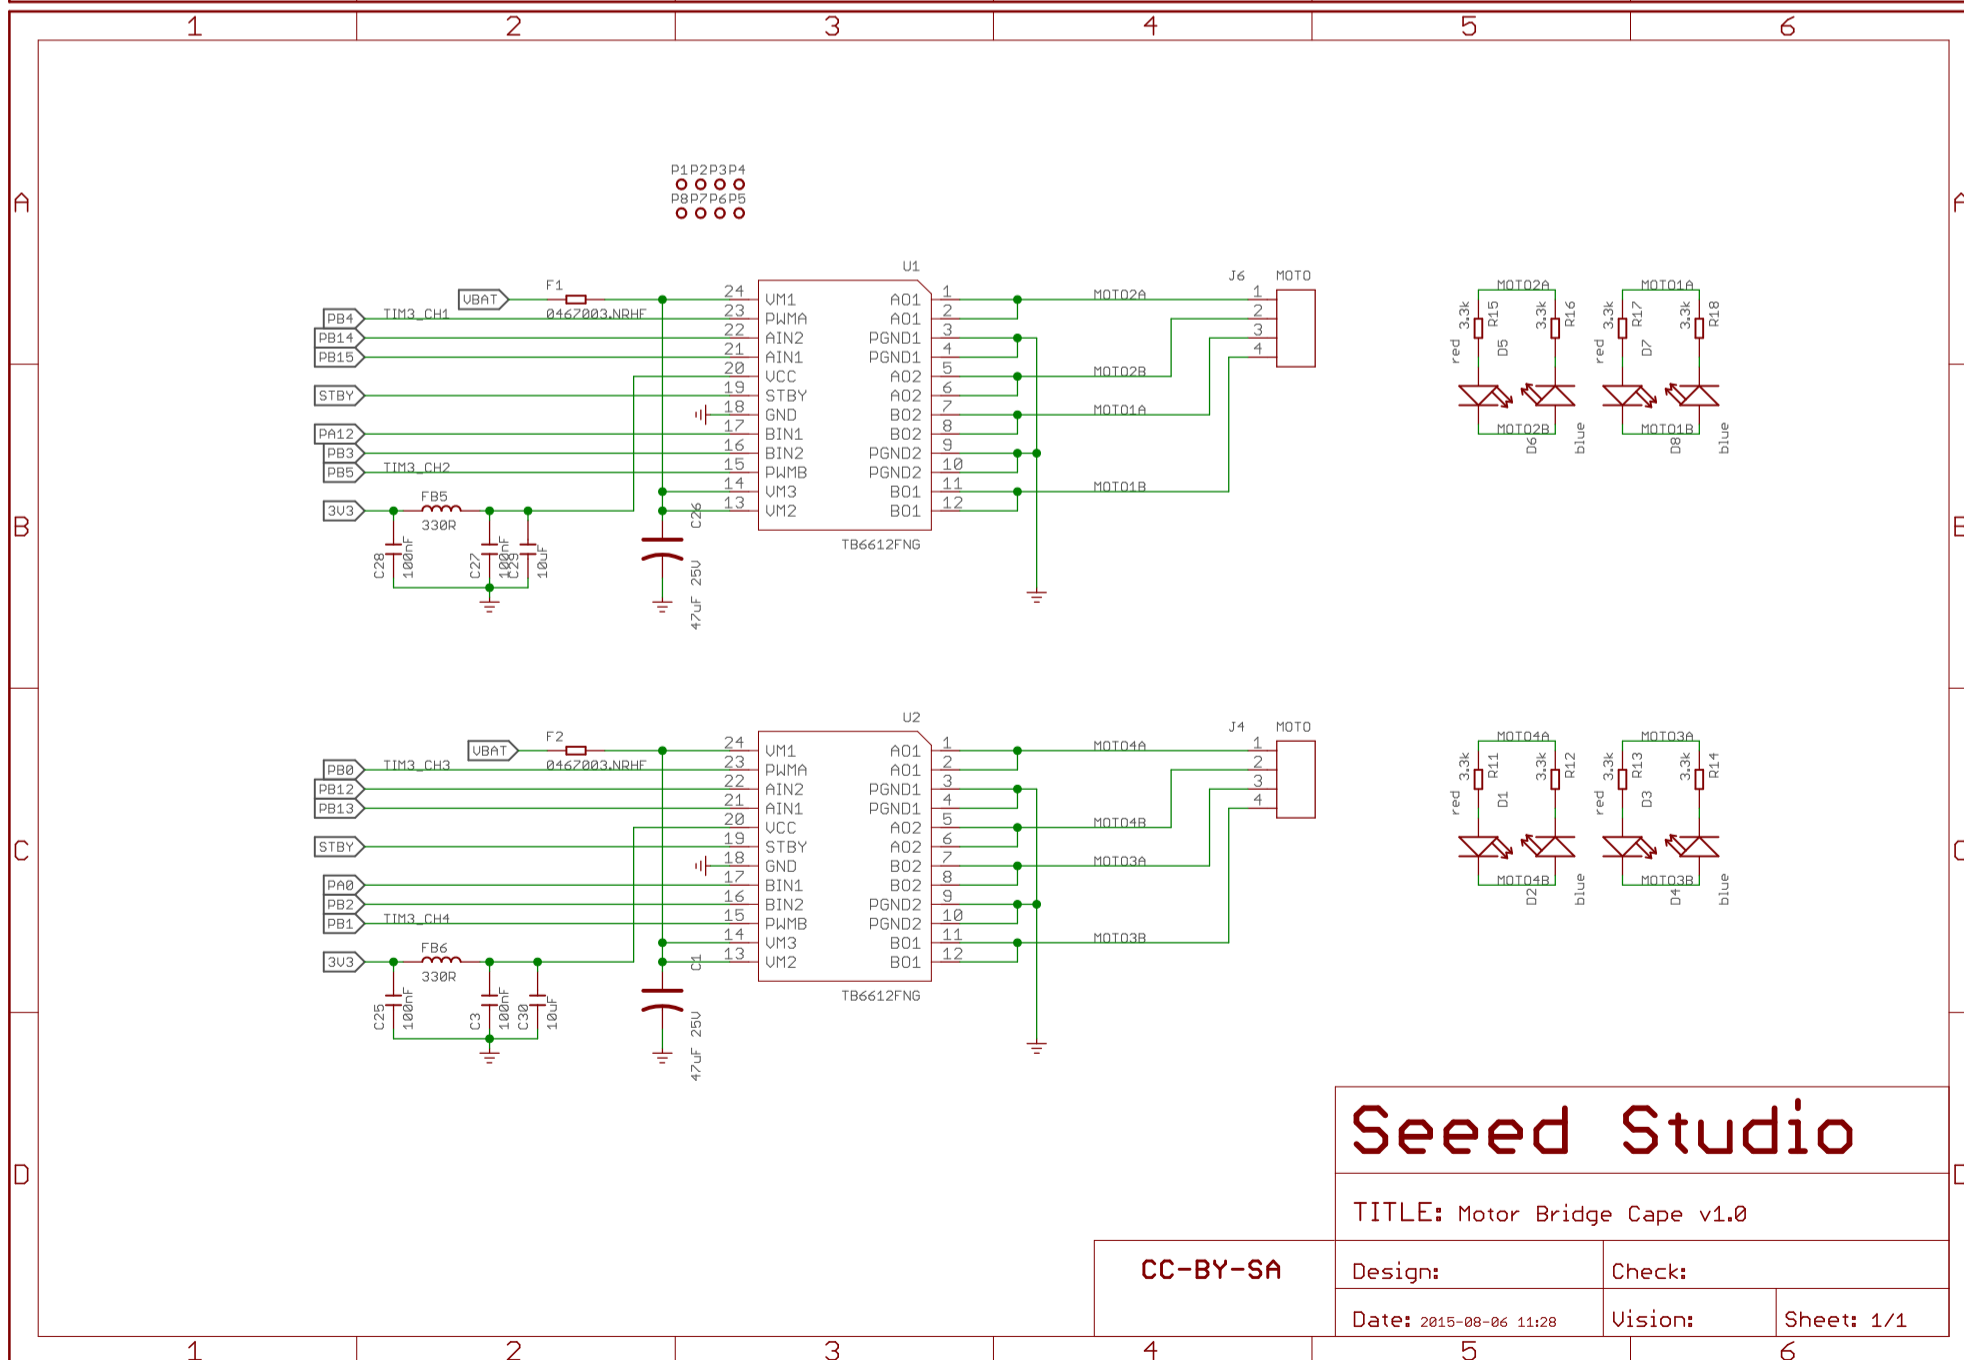 1 2 3 4 5 6
A A
P1 P2 P3 P4
P8 P7 P6 P5
U1
VBAT F1 0467003.NRHF
PB4 TIM3_CH1
PB14
PB15
STBY
PA12
PB3
PB5 TIM3_CH2
3V3 FB5 330R
C28 100nF C27 100nF C29 10uF
C26 47uF 25V
24 VM1 AO1 1
23 PWMA AO1 2
22 AIN2 PGND1 3
21 AIN1 PGND1 4
20 VCC AO2 5
19 STBY AO2 6
18 GND BO2 7
17 BIN1 BO2 8
16 BIN2 PGND2 9
15 PWMB PGND2 10
14 VM3 BO1 11
13 VM2 BO1 12
TB6612FNG
MOTO2A
MOTO2B
MOTO1A
MOTO1B
J6 MOTO
1
2
3
4
MOTO2A MOTO1A
3.3k R15 3.3k R16 3.3k R17 3.3k R18
red D5 red D7
MOTO2B MOTO1B
D6 blue D8 blue
B B
U2
VBAT F2 0467003.NRHF
PB0 TIM3_CH3
PB12
PB13
STBY
PA0
PB2
PB1 TIM3_CH4
3V3 FB6 330R
C25 100nF C3 100nF C30 10uF
C1 47uF 25V
24 VM1 AO1 1
23 PWMA AO1 2
22 AIN2 PGND1 3
21 AIN1 PGND1 4
20 VCC AO2 5
19 STBY AO2 6
18 GND BO2 7
17 BIN1 BO2 8
16 BIN2 PGND2 9
15 PWMB PGND2 10
14 VM3 BO1 11
13 VM2 BO1 12
TB6612FNG
MOTO4A
MOTO4B
MOTO3A
MOTO3B
J4 MOTO
1
2
3
4
MOTO4A MOTO3A
3.3k R11 3.3k R12 3.3k R13 3.3k R14
red D1 red D3
MOTO4B MOTO3B
D2 blue D4 blue
C C
D D
Seeed Studio
TITLE: Motor Bridge Cape v1.0
CC-BY-SA
Design: Check:
Date: 2015-08-06 11:28 Vision: Sheet: 1/1
1 2 3 4 5 6